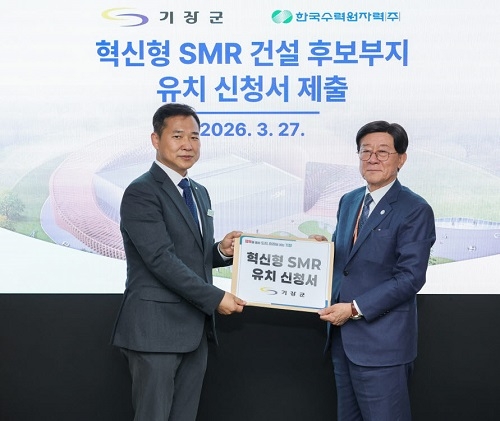 기장군 한국수력원자력(주)
혁신형 SMR 건설 후보부지
유치 신청서 제출
2026. 3. 27.
혁신형 SMR
유치 신청서
기장군